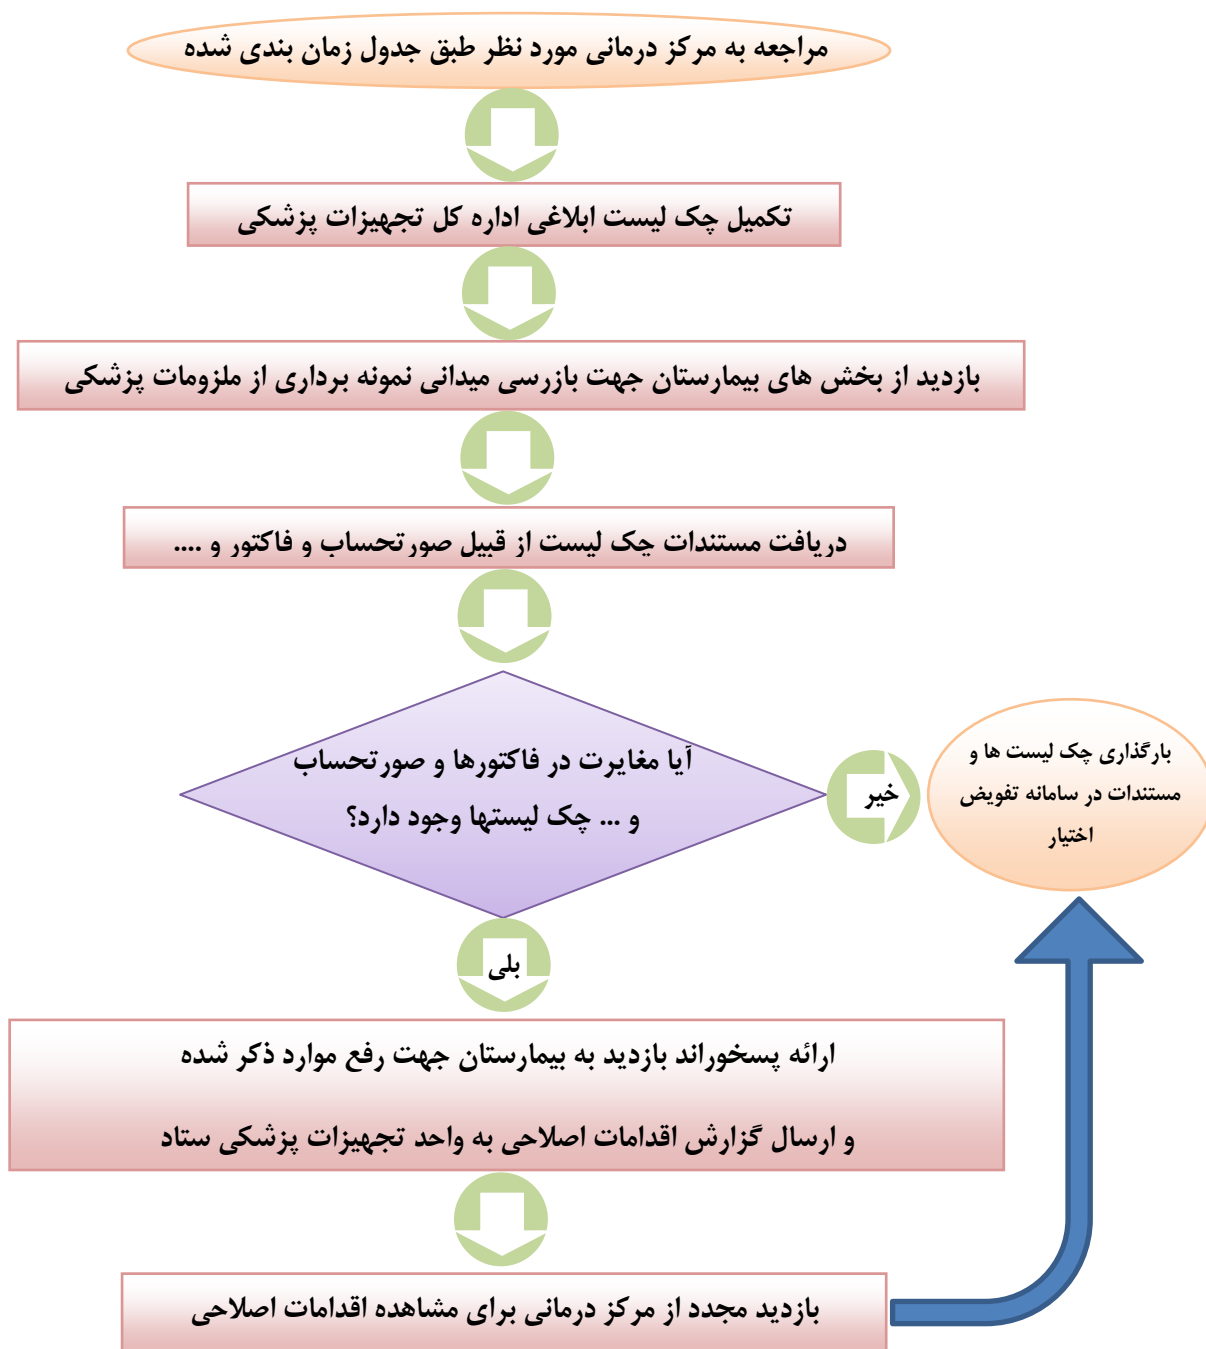 مراجعه به مرکز درمانی مورد نظر طبق جدول زمان بندی شده
تکمیل چک لیست ابلاغی اداره کل تجهیزات پزشکی
بازدید از بخش های بیمارستان جهت بازرسی میدانی نمونه برداری از ملزومات پزشکی
دریافت مستندات چک لیست از قبیل صورتحساب و فاکتور و ....
آیا مغایرت در فاکتورها و صورتحساب
و ... چک لیستها وجود دارد؟
خیر
بارگذاری چک لیست ها و
مستندات در سامانه تفویض
اختیار
بلی
ارائه پسخوراند بازدید به بیمارستان جهت رفع موارد ذکر شده
و ارسال گزارش اقدامات اصلاحی به واحد تجهیزات پزشکی ستاد
بازدید مجدد از مرکز درمانی برای مشاهده اقدامات اصلاحی